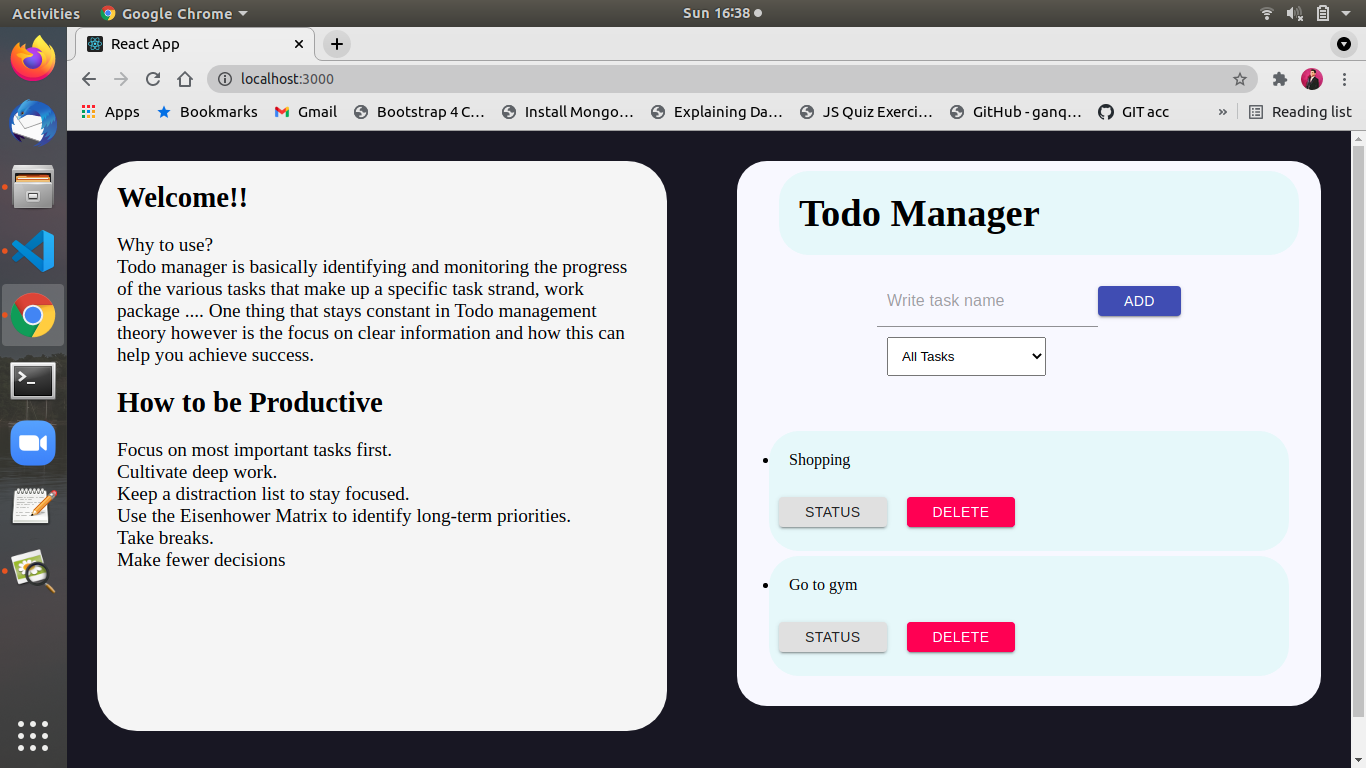 Activities
Google Chrome
Sun 16:38
React App
localhost:3000
Apps
Bookmarks
Gmail
Bootstrap 4 C…
Install Mongo…
Explaining Da…
JS Quiz Exerci…
GitHub - ganq…
GIT acc
»
Reading list
Welcome!!
Why to use?
Todo manager is basically identifying and monitoring the progress
of the various tasks that make up a specific task strand, work
package .... One thing that stays constant in Todo management
theory however is the focus on clear information and how this can
help you achieve success.
How to be Productive
Focus on most important tasks first.
Cultivate deep work.
Keep a distraction list to stay focused.
Use the Eisenhower Matrix to identify long-term priorities.
Take breaks.
Make fewer decisions
Todo Manager
Write task name
ADD
All Tasks
Shopping
STATUS
DELETE
Go to gym
STATUS
DELETE